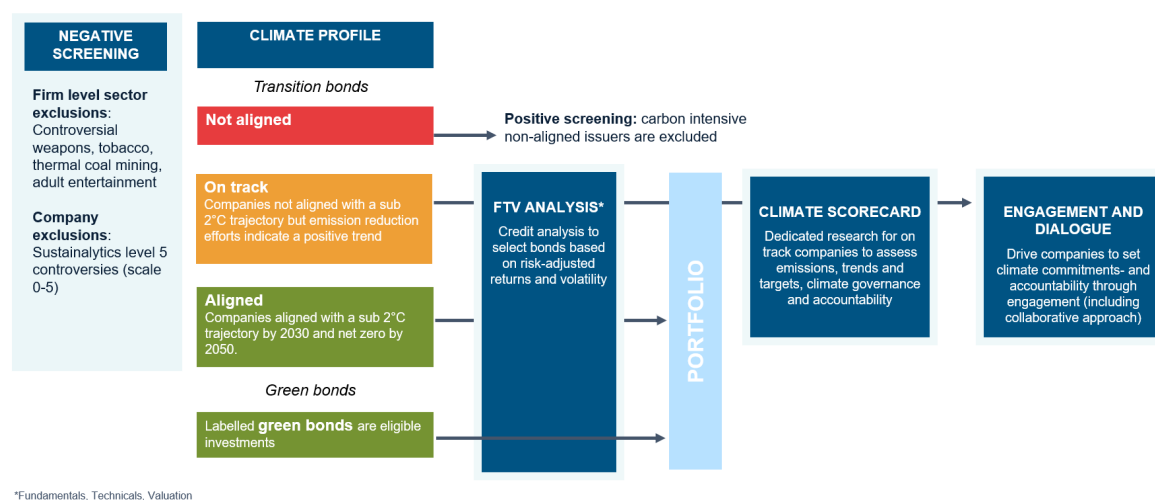 NEGATIVE
SCREENING
Firm level sector
exclusions:
Controversial
weapons, tobacco,
thermal coal mining,
adult entertainment
Company
exclusions:
Sustainalytics level 5
controversies (scale
0-5)
CLIMATE PROFILE
Transition bonds
Not aligned
Positive screening: carbon intensive
non-aligned issuers are excluded
On track
Companies not aligned with a sub
2°C trajectory but emission reduction
efforts indicate a positive trend
Aligned
Companies aligned with a sub 2°C
trajectory by 2030 and net zero by
2050.
Green bonds
Labelled green bonds are eligible
investments
FTV ANALYSIS*
Credit analysis to
select bonds based
on risk-adjusted
returns and volatility
PORTFOLIO
CLIMATE SCORECARD
Dedicated research for on
track companies to assess
emissions, trends and
targets, climate governance
and accountability
ENGAGEMENT AND
DIALOGUE
Drive companies to set
climate commitments- and
accountability through
engagement (including
collaborative approach)
*Fundamentals. Technicals. Valuation